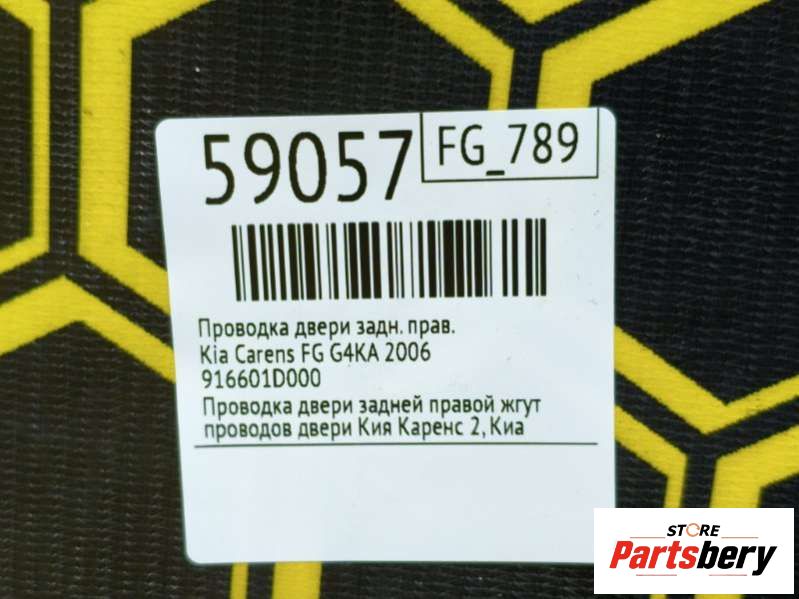 59057
FG_789
Проводка двери задн. прав.
Kia Carens FG G4KA 2006
916601D000
Проводка двери задней правой жгут
проводов двери Кия Каренс 2, Киа
STORE
Partsbery